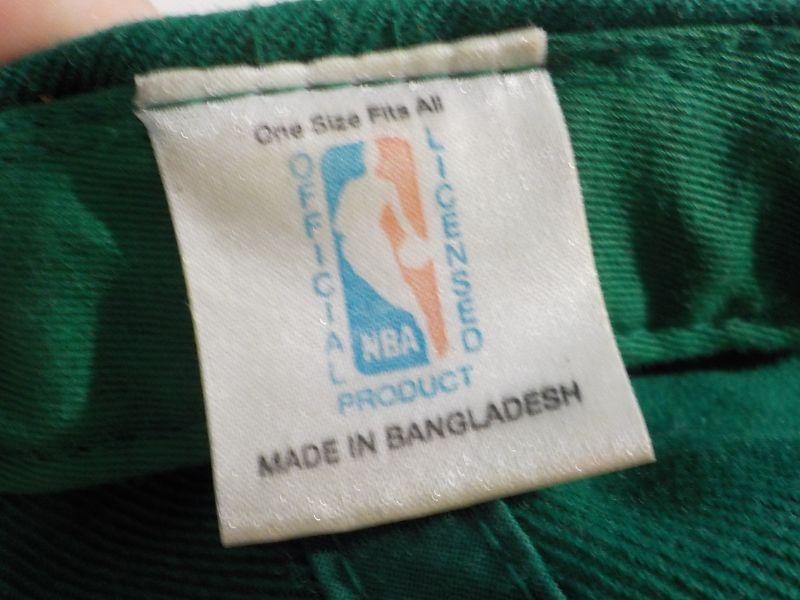 One Size Fits All
OFFICIAL
LICENSED
NBA
PRODUCT
MADE IN BANGLADESH